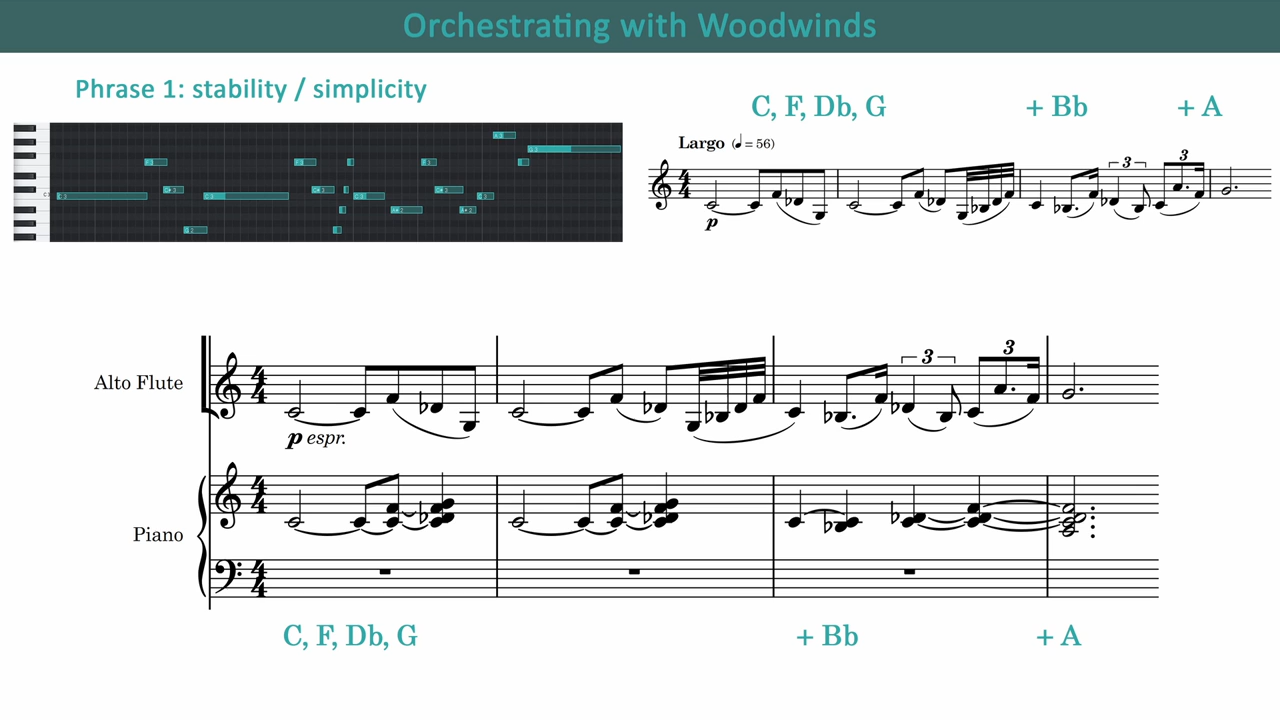 Orchestrating with Woodwinds
Phrase 1: stability / simplicity
C, F, Db, G + Bb + A
Largo (♩= 56)
3 3
p
Alto Flute
3 3
p espr.
Piano
C, F, Db, G + Bb + A